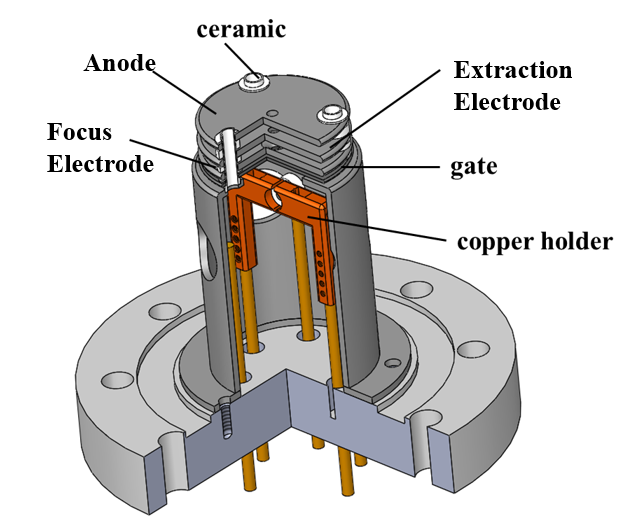 ceramic
Anode
Extraction
Electrode
Focus
Electrode
gate
copper holder